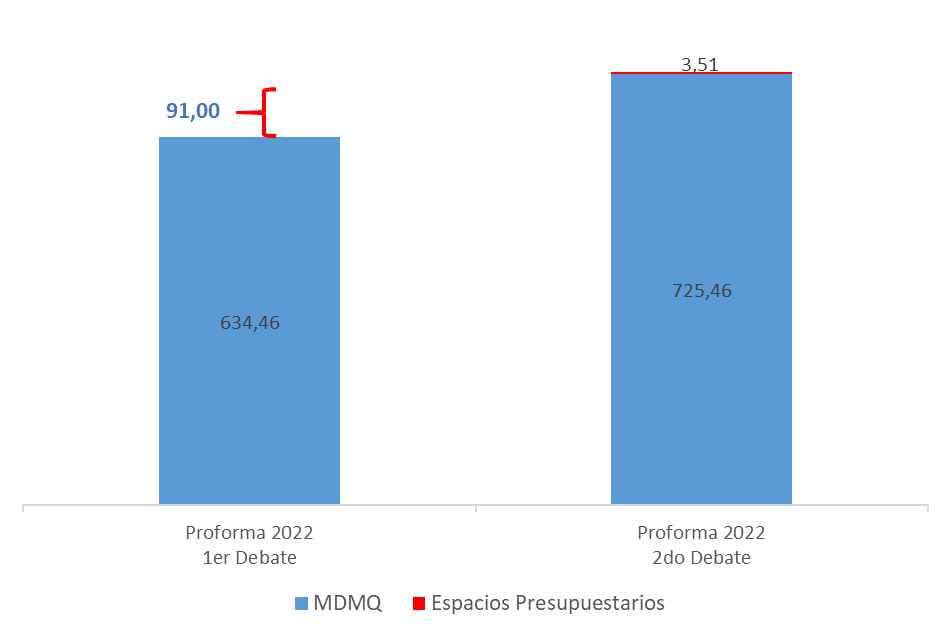 3,51
91,00
725,46
634,46
Proforma 2022
1er Debate
Proforma 2022
2do Debate
MDMQ
Espacios Presupuestarios